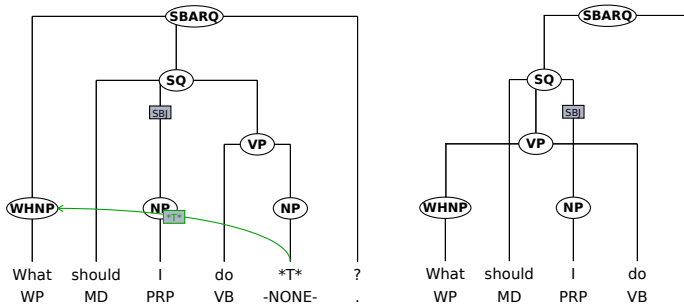 SBARQ SBARQ
SQ SQ
SBJ SBJ
VP VP
WHNP NP NP WHNP NP
*T*
What should I do *T* ? What should I do
WP MD PRP VB -NONE- . WP MD PRP VB